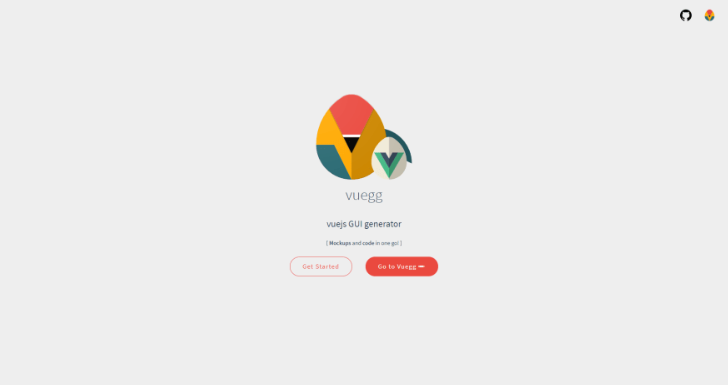 vuegg
vuejs GUI generator
[ Mockups and code in one go! ]
Get Started
Go to Vuegg